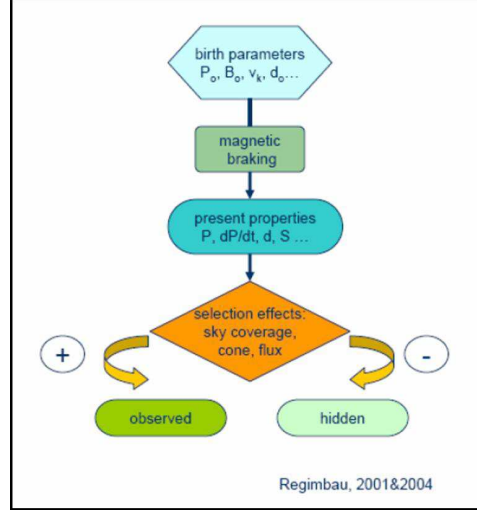 birth parameters
Pₒ, Bₒ, vₖ, dₒ...
magnetic
braking
present properties
P, dP/dt, d, S ...
selection effects:
sky coverage,
cone, flux
+
-
observed
hidden
Regimbau, 2001&2004